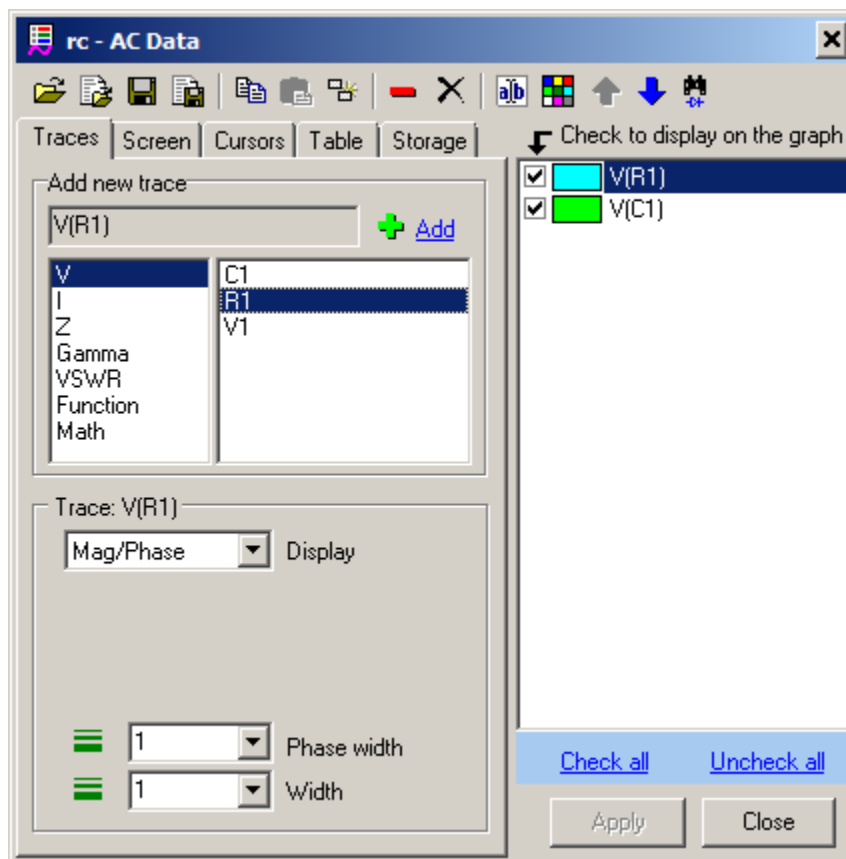 rc - AC Data
Traces Screen Cursors Table Storage
Check to display on the graph
Add new trace
V(R1)
Add
V
I
Z
Gamma
VSWR
Function
Math
C1
R1
V1
Trace: V(R1)
Mag/Phase Display
1 Phase width
1 Width
V(R1)
V(C1)
Check all Uncheck all
Apply Close